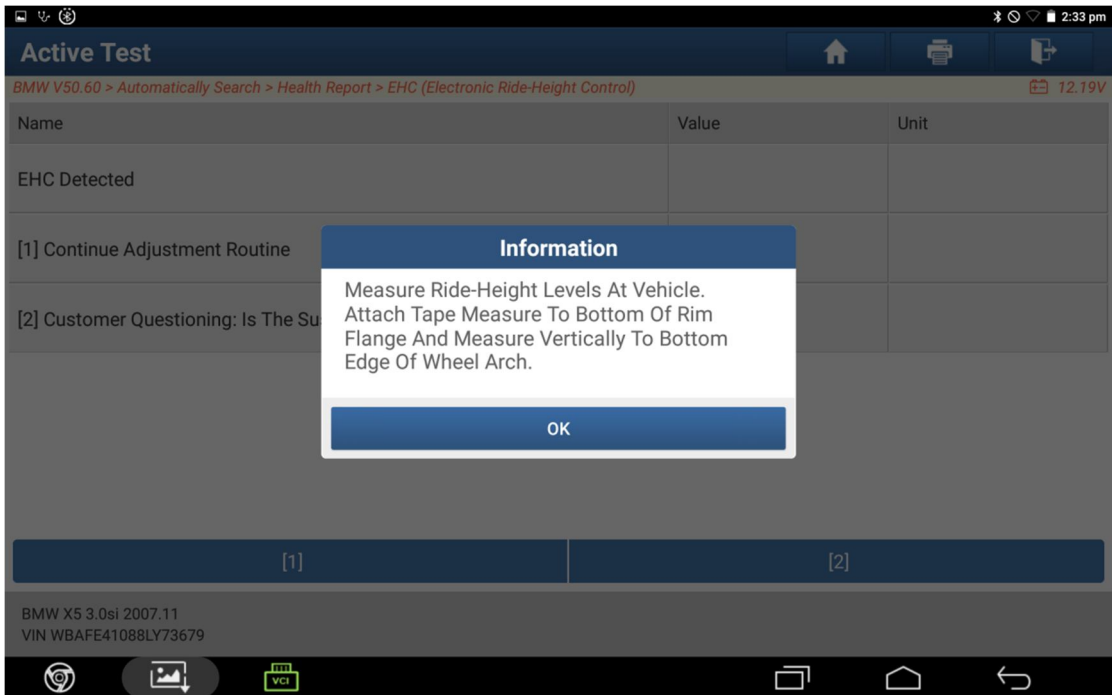 2:33 pm
Active Test
BMW V50.60 > Automatically Search > Health Report > EHC (Electronic Ride-Height Control)
12.19V
Name Value Unit
EHC Detected
[1] Continue Adjustment Routine
[2] Customer Questioning: Is The Su
Information
Measure Ride-Height Levels At Vehicle.
Attach Tape Measure To Bottom Of Rim
Flange And Measure Vertically To Bottom
Edge Of Wheel Arch.
OK
[1] [2]
BMW X5 3.0si 2007.11
VIN WBAFE41088LY73679
VCI